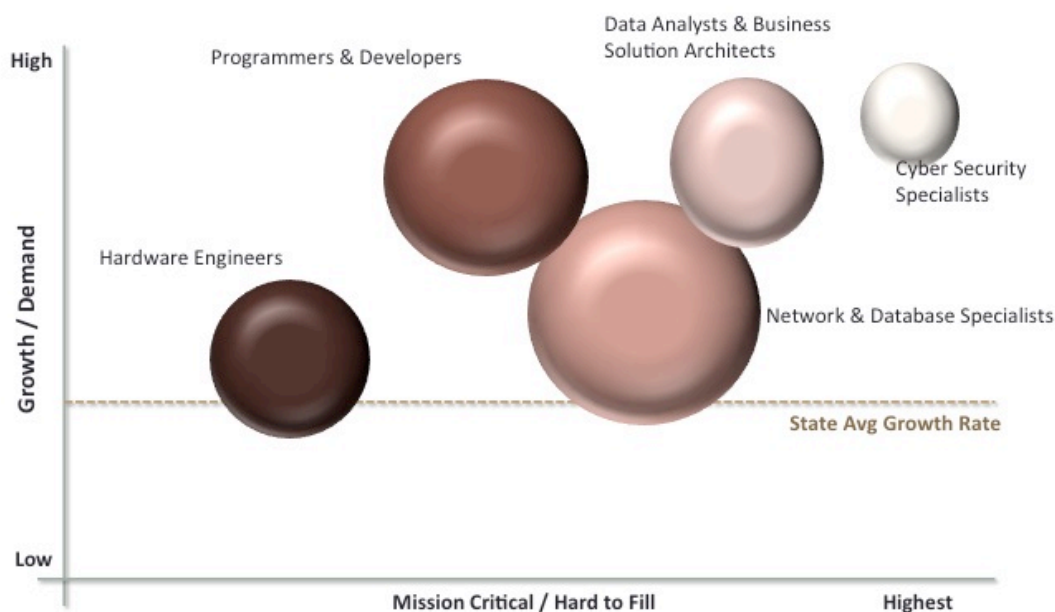 Data Analysts & Business
Solution Architects
High
Programmers & Developers
Cyber Security
Specialists
Hardware Engineers
Growth / Demand
Network & Database Specialists
State Avg Growth Rate
Low
Mission Critical / Hard to Fill
Highest